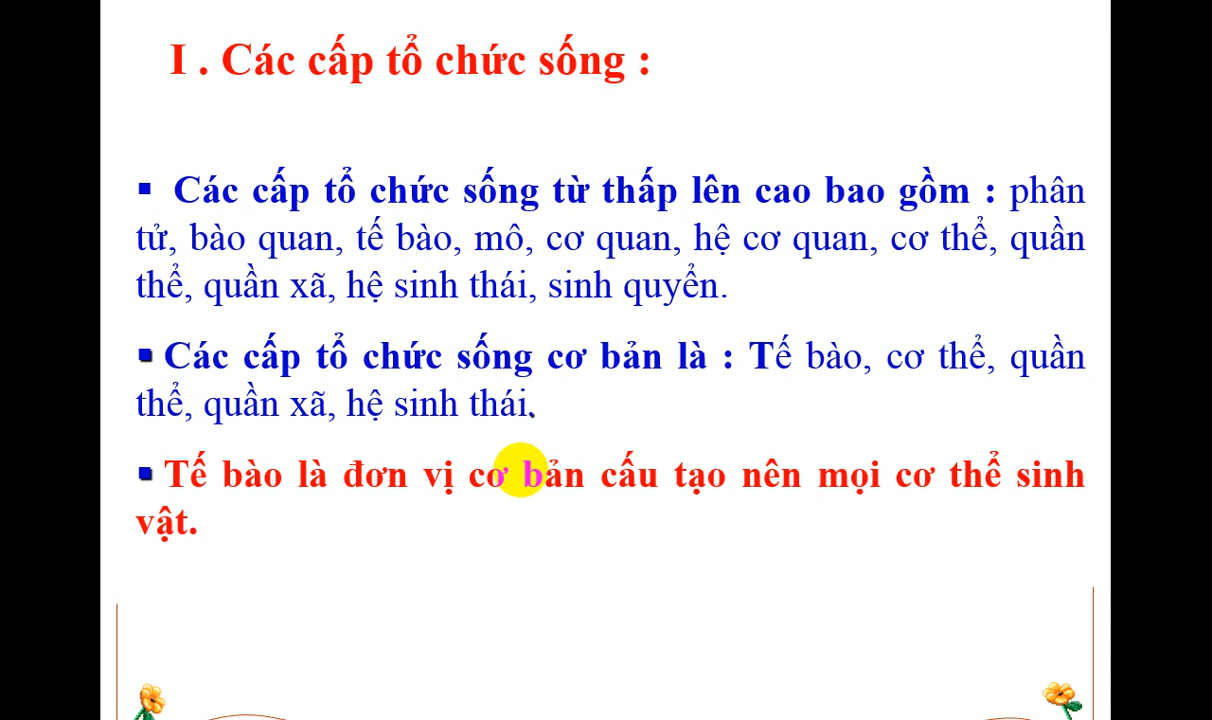 I . Các cấp tổ chức sống :
▪ Các cấp tổ chức sống từ thấp lên cao bao gồm : phân
tử, bào quan, tế bào, mô, cơ quan, hệ cơ quan, cơ thể, quần
thể, quần xã, hệ sinh thái, sinh quyển.
▪ Các cấp tổ chức sống cơ bản là : Tế bào, cơ thể, quần
thể, quần xã, hệ sinh thái.
▪ Tế bào là đơn vị cơ bản cấu tạo nên mọi cơ thể sinh
vật.